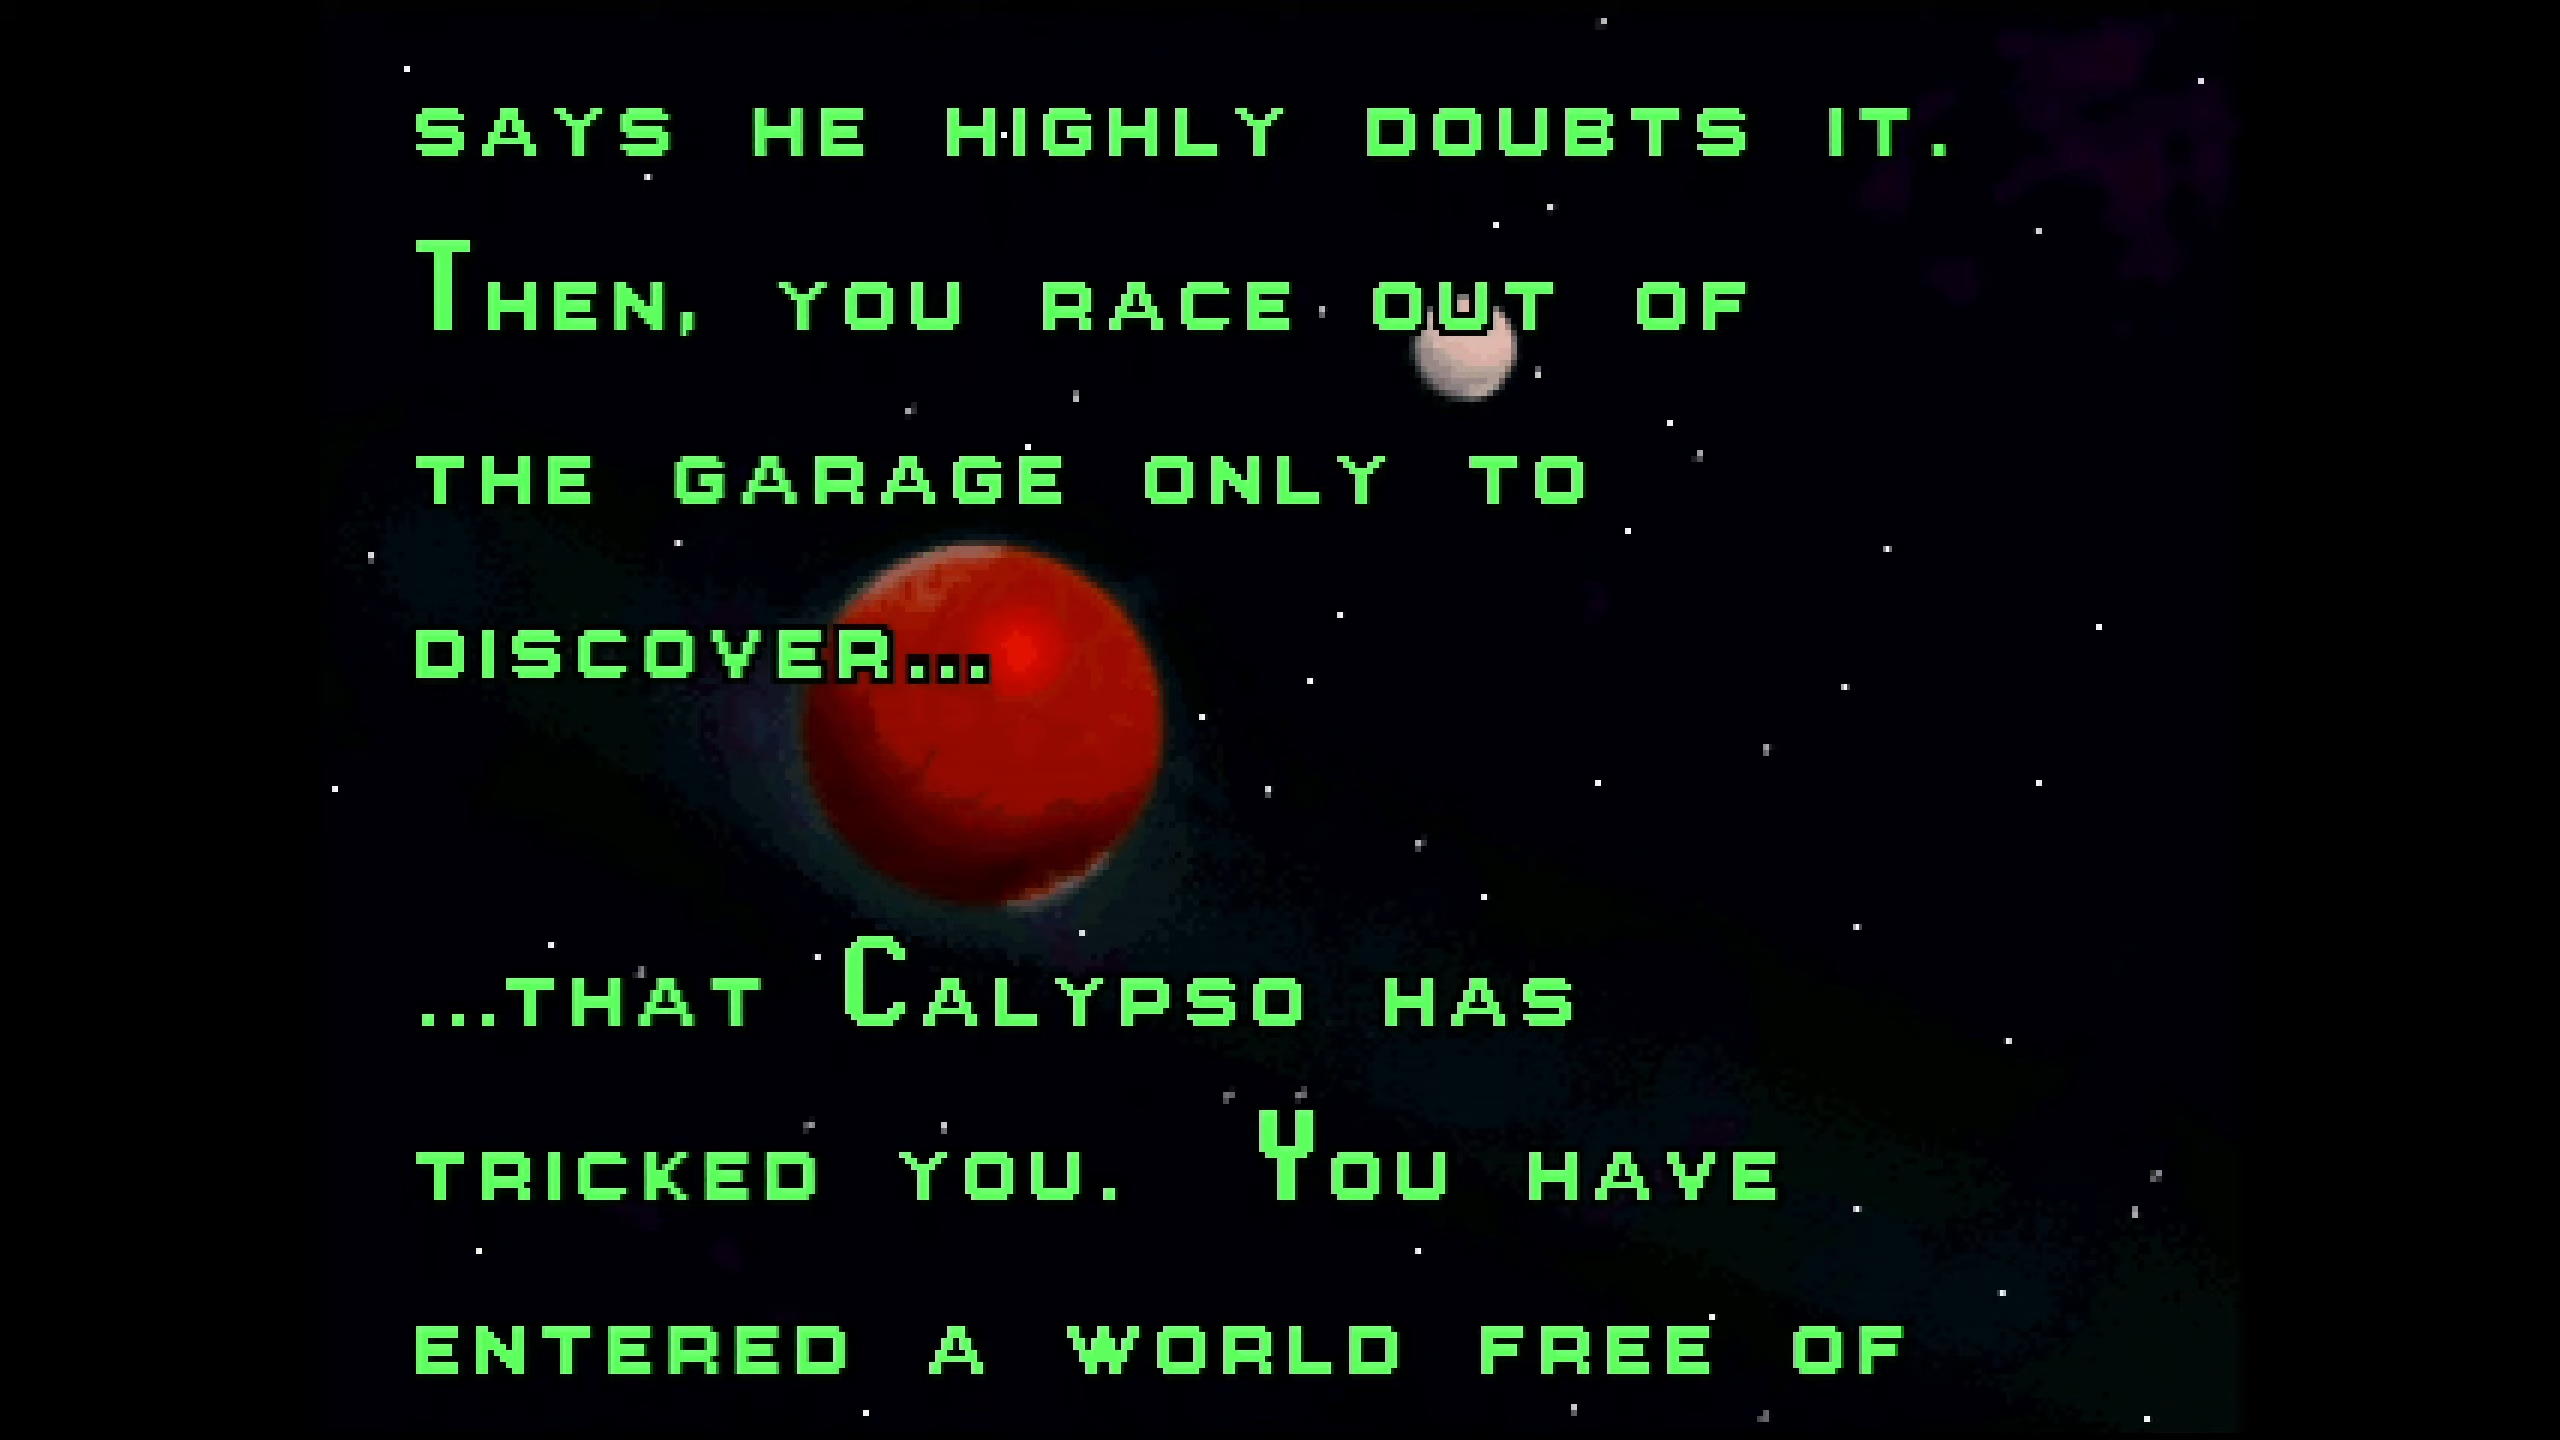 says he highly doubts it.
Then, you race out of
the garage only to
discover...
...that Calypso has
tricked you.  You have
entered a world free of